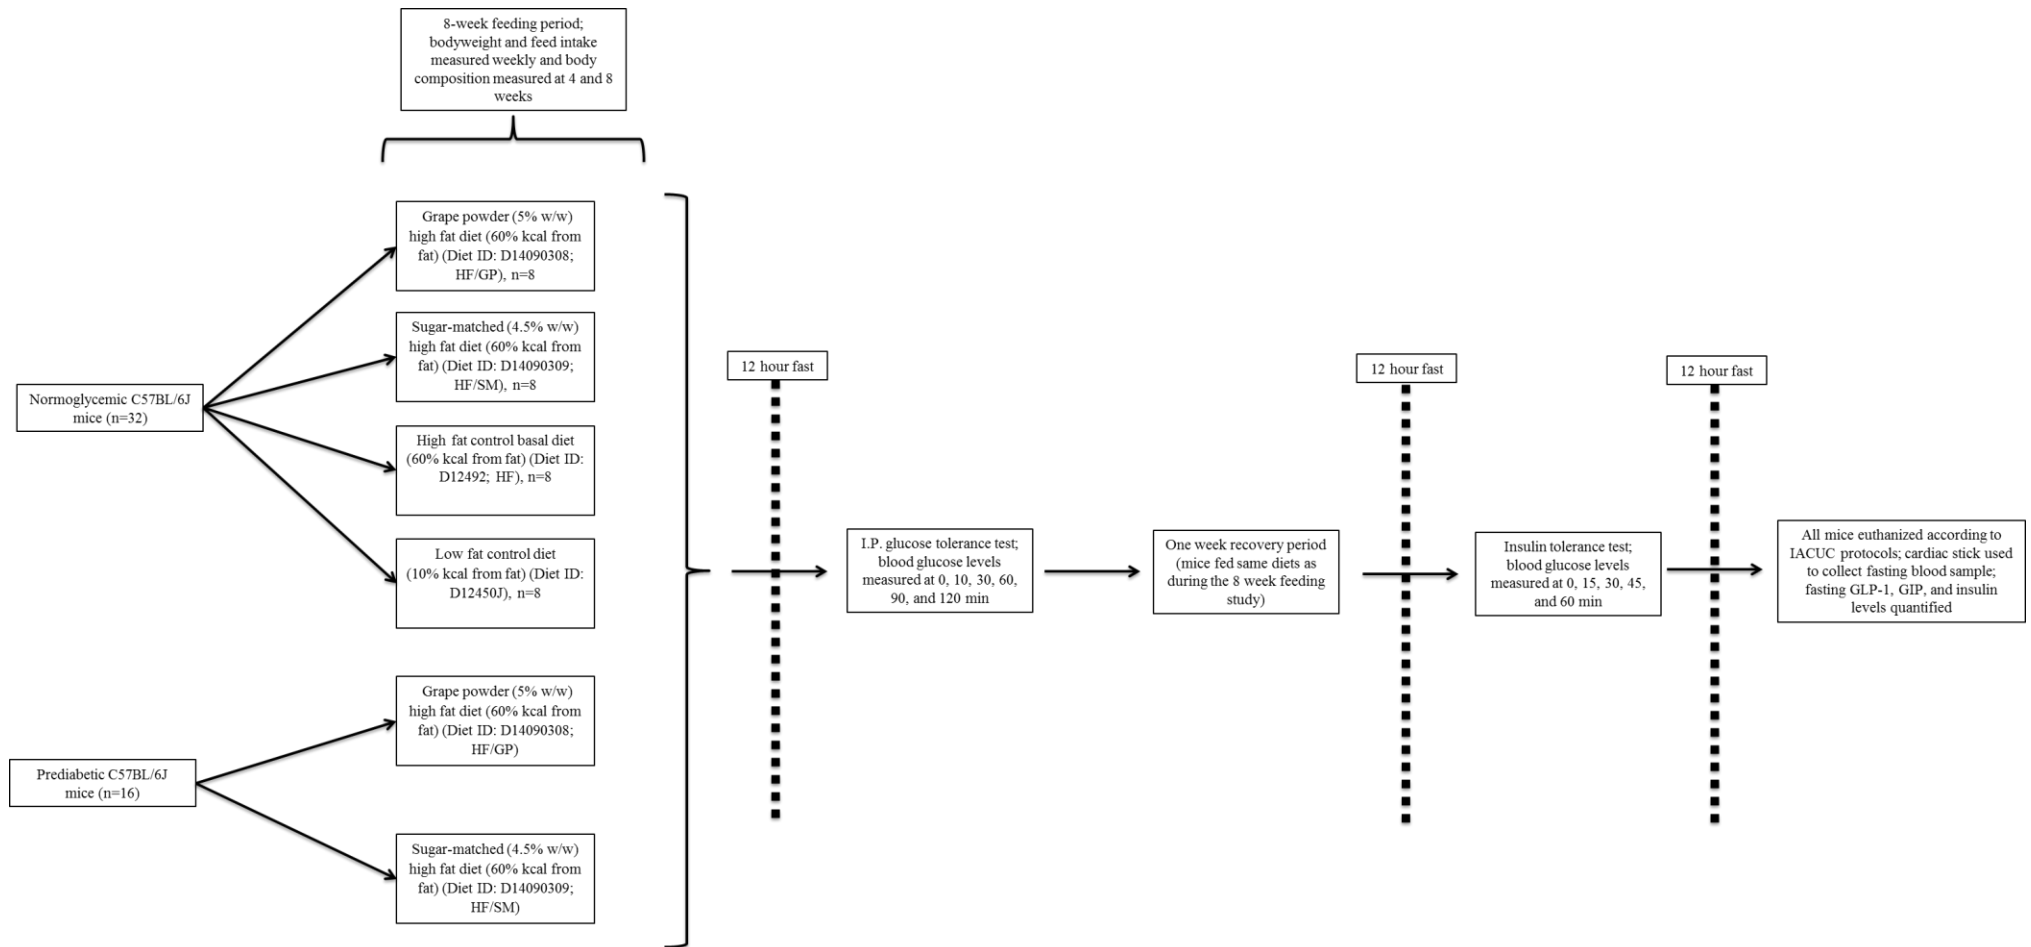 8-week feeding period;
bodyweight and feed intake
measured weekly and body
composition measured at 4 and 8
weeks
Grape powder (5% w/w)
high fat diet (60% kcal from
fat) (Diet ID: D14090308;
HF/GP), n=8
Sugar-matched (4.5% w/w)
high fat diet (60% kcal from
fat) (Diet ID: D14090309;
HF/SM), n=8
Normoglycemic C57BL/6J
mice (n=32)
High fat control basal diet
(60% kcal from fat) (Diet ID:
D12492; HF), n=8
Low fat control diet
(10% kcal from fat) (Diet ID:
D12450J), n=8
Grape powder (5% w/w)
high fat diet (60% kcal from
fat) (Diet ID: D14090308;
HF/GP)
Prediabetic C57BL/6J
mice (n=16)
Sugar-matched (4.5% w/w)
high fat diet (60% kcal from
fat) (Diet ID: D14090309;
HF/SM)
12 hour fast
I.P. glucose tolerance test;
blood glucose levels
measured at 0, 10, 30, 60,
90, and 120 min
One week recovery period
(mice fed same diets as
during the 8 week feeding
study)
12 hour fast
Insulin tolerance test;
blood glucose levels
measured at 0, 15, 30, 45,
and 60 min
12 hour fast
All mice euthanized according to
IACUC protocols; cardiac stick used
to collect fasting blood sample;
fasting GLP-1, GIP, and insulin
levels quantified